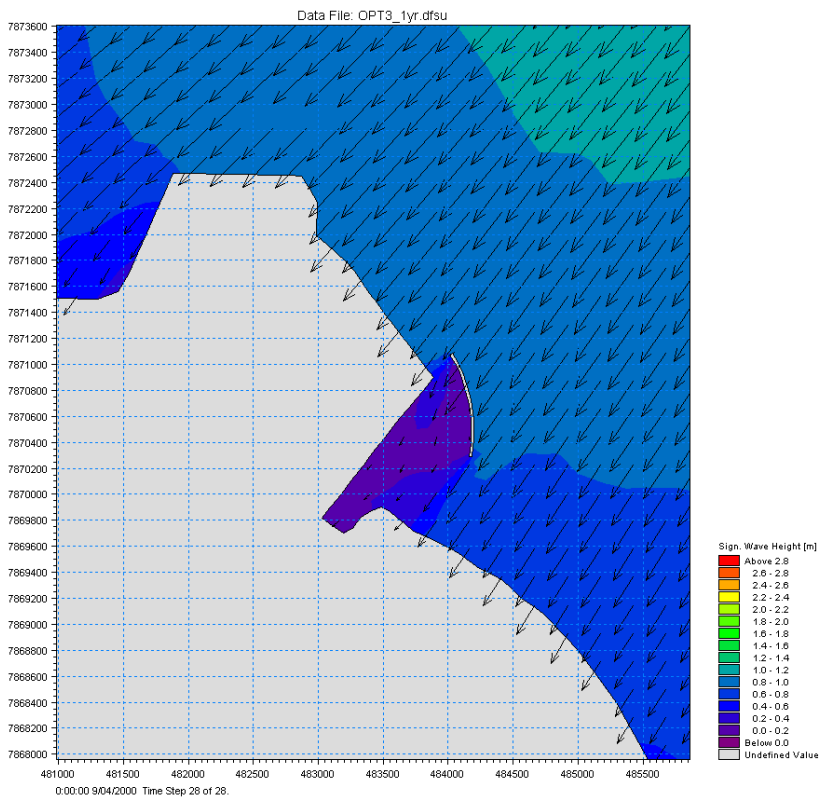 Data File: OPT3_1yr.dfsu
7873600
7873400
7873200
7873000
7872800
7872600
7872400
7872200
7872000
7871800
7871600
7871400
7871200
7871000
7870800
7870600
7870400
7870200
7870000
7869800
7869600
7869400
7869200
7869000
7868800
7868600
7868400
7868200
7868000
481000 481500 482000 482500 483000 483500 484000 484500 485000 485500
0:00:00 9/04/2000 Time Step 28 of 28.
Sign. Wave Height [m]
Above 2.8
2.6 - 2.8
2.4 - 2.6
2.2 - 2.4
2.0 - 2.2
1.8 - 2.0
1.6 - 1.8
1.4 - 1.6
1.2 - 1.4
1.0 - 1.2
0.8 - 1.0
0.6 - 0.8
0.4 - 0.6
0.2 - 0.4
0.0 - 0.2
Below 0.0
Undefined Value